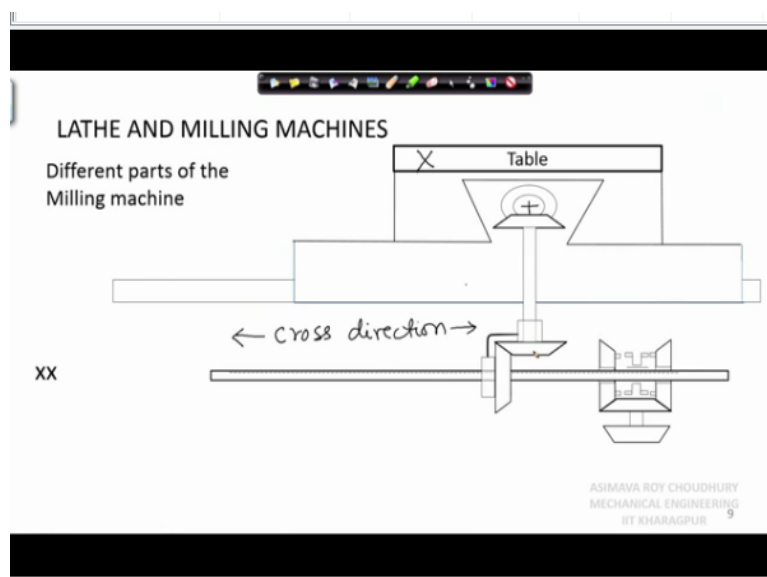 LATHE AND MILLING MACHINES
Different parts of the
Milling machine
X
Table
← Cross direction →
XX
ASIMAVA ROY CHOUDHURY
MECHANICAL ENGINEERING
IIT KHARAGPUR
9